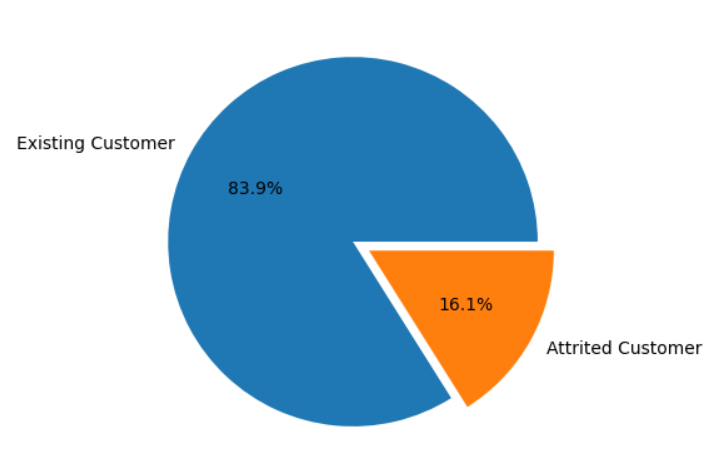 Existing Customer
83.9%
16.1%
Attrited Customer